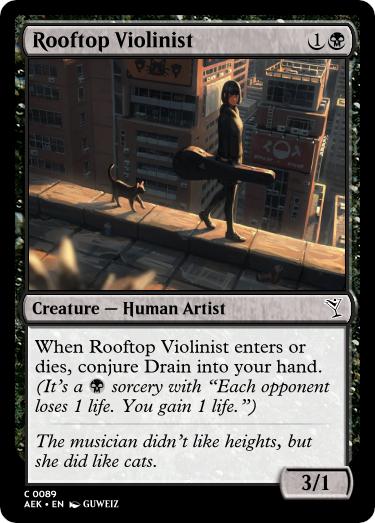 Rooftop Violinist 1
Creature — Human Artist
When Rooftop Violinist enters or
dies, conjure Drain into your hand.
(It's a sorcery with “Each opponent
loses 1 life. You gain 1 life.”)
The musician didn't like heights, but
she did like cats.
C 0089
AEK • EN GUWEIZ
3/1